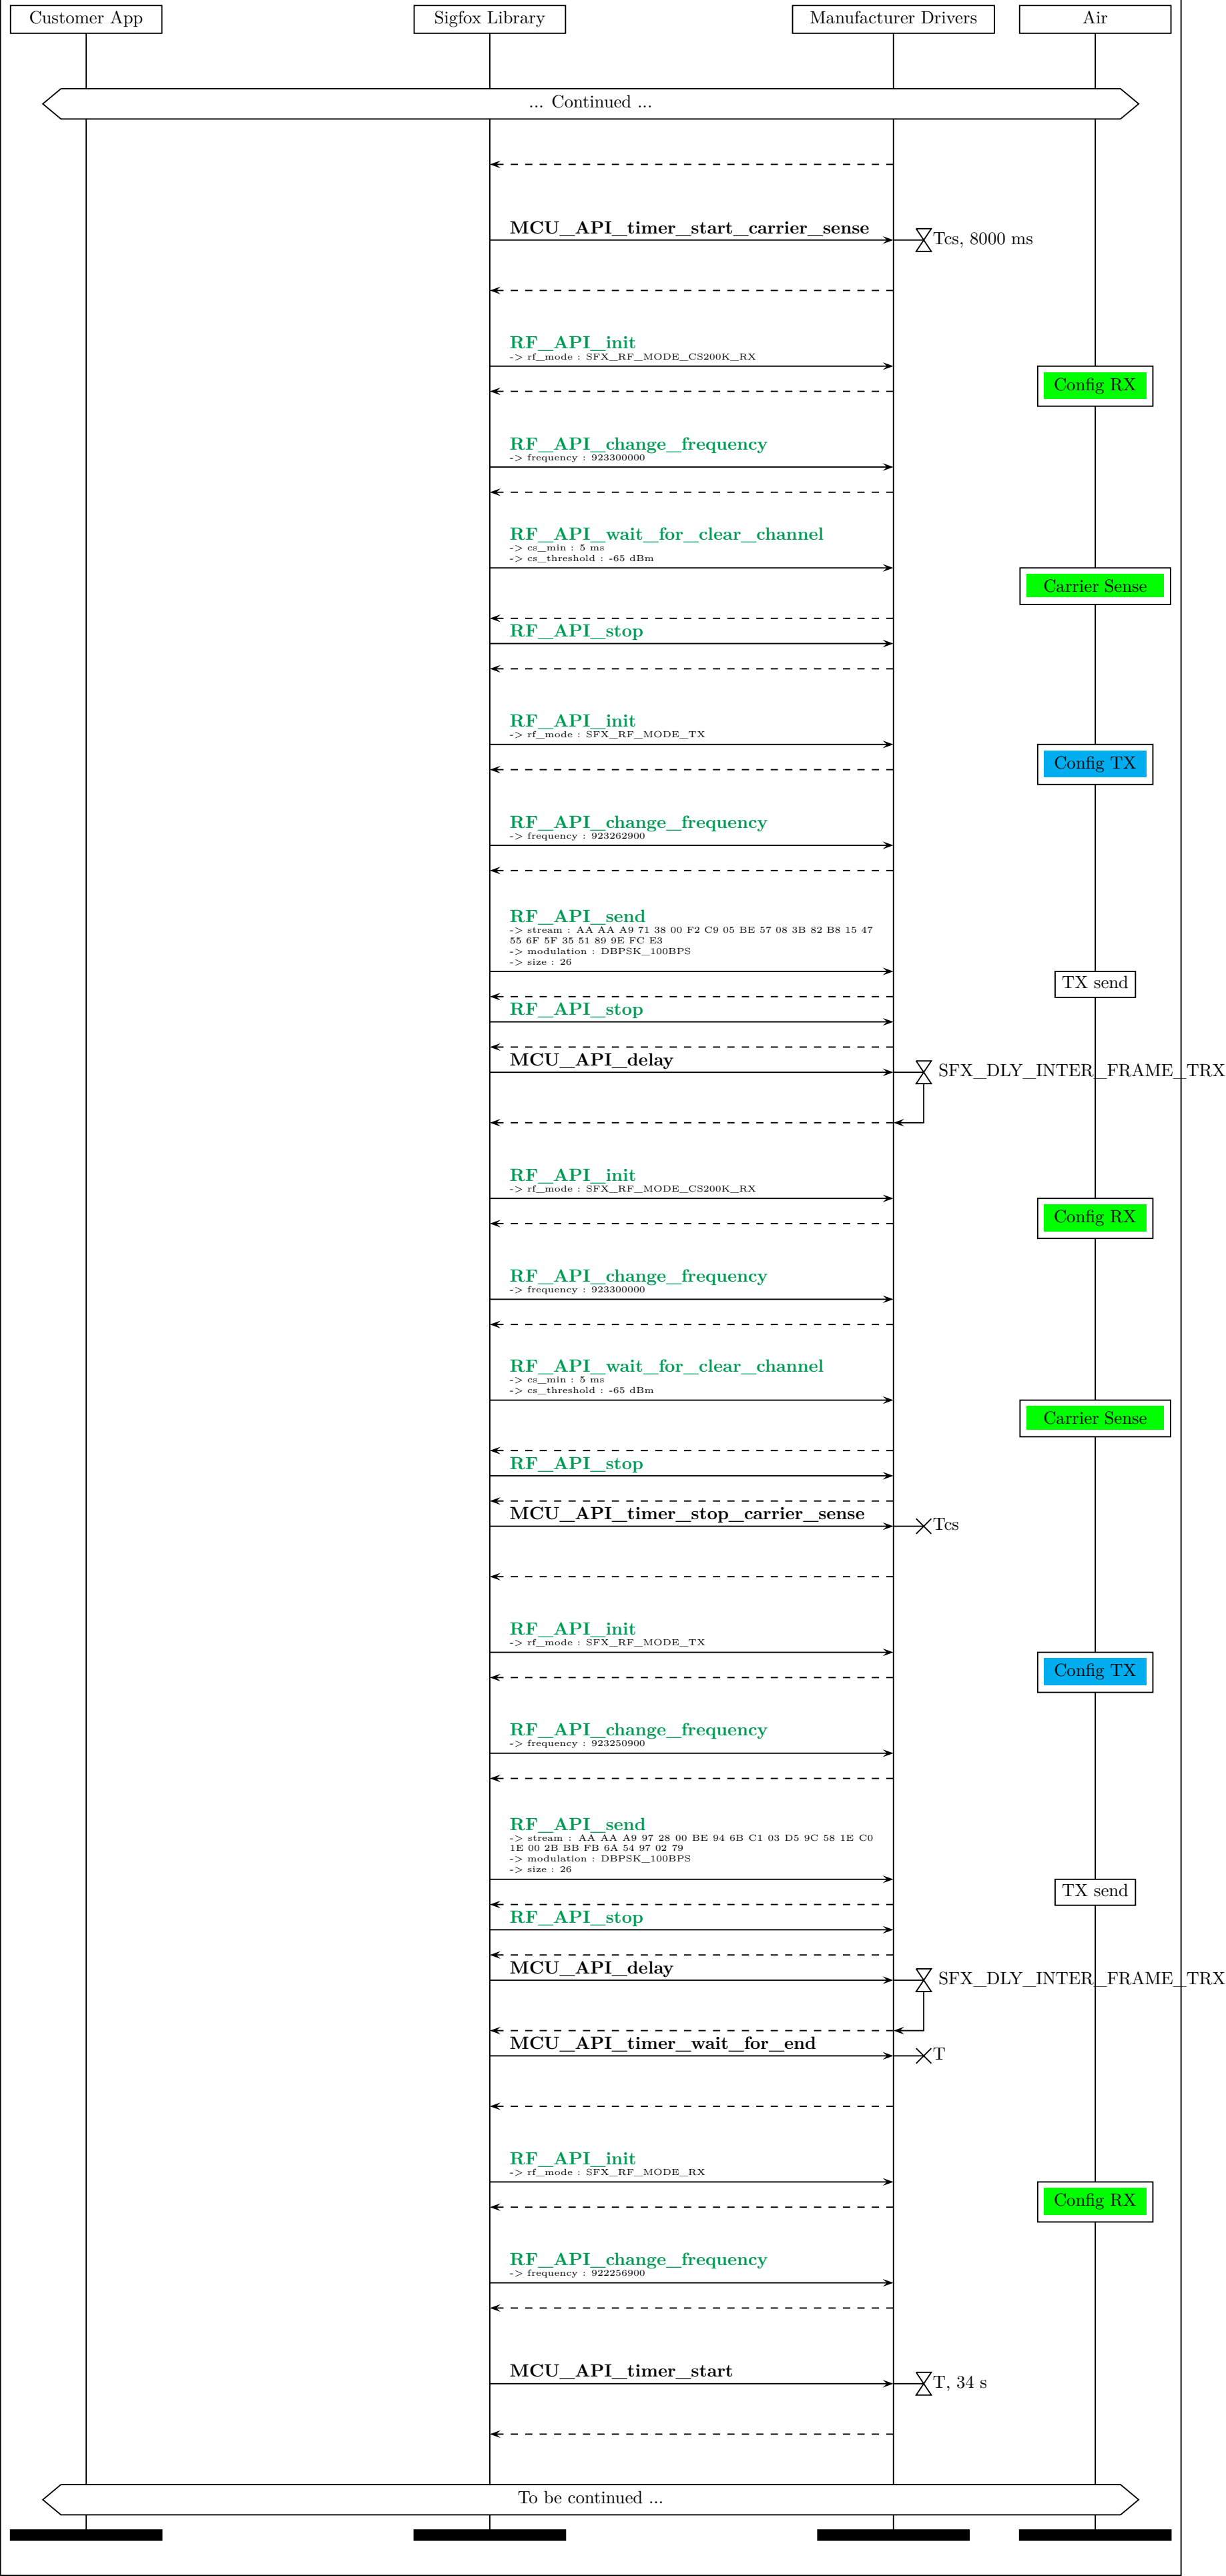 Customer App
Sigfox Library
Manufacturer Drivers
Air
... Continued ...
MCU_API_timer_start_carrier_sense
Tcs, 8000 ms
RF_API_init
-> rf_mode : SFX_RF_MODE_CS200K_RX
Config RX
RF_API_change_frequency
-> frequency : 923300000
RF_API_wait_for_clear_channel
-> cs_min : 5 ms
-> cs_threshold : -65 dBm
Carrier Sense
RF_API_stop
RF_API_init
-> rf_mode : SFX_RF_MODE_TX
Config TX
RF_API_change_frequency
-> frequency : 923262900
RF_API_send
-> stream : AA AA A9 71 38 00 F2 C9 05 BE 57 08 3B 82 B8 15 47
55 6F 5F 35 51 89 9E FC E3
-> modulation : DBPSK_100BPS
-> size : 26
TX send
RF_API_stop
MCU_API_delay
SFX_DLY_INTER_FRAME_TRX
RF_API_init
-> rf_mode : SFX_RF_MODE_CS200K_RX
Config RX
RF_API_change_frequency
-> frequency : 923300000
RF_API_wait_for_clear_channel
-> cs_min : 5 ms
-> cs_threshold : -65 dBm
Carrier Sense
RF_API_stop
MCU_API_timer_stop_carrier_sense
Tcs
RF_API_init
-> rf_mode : SFX_RF_MODE_TX
Config TX
RF_API_change_frequency
-> frequency : 923250900
RF_API_send
-> stream : AA AA A9 97 28 00 BE 94 6B C1 03 D5 9C 58 1E C0
1E 00 2B BB FB 6A 54 97 02 79
-> modulation : DBPSK_100BPS
-> size : 26
TX send
RF_API_stop
MCU_API_delay
SFX_DLY_INTER_FRAME_TRX
MCU_API_timer_wait_for_end
T
RF_API_init
-> rf_mode : SFX_RF_MODE_RX
Config RX
RF_API_change_frequency
-> frequency : 922256900
MCU_API_timer_start
T, 34 s
To be continued ...